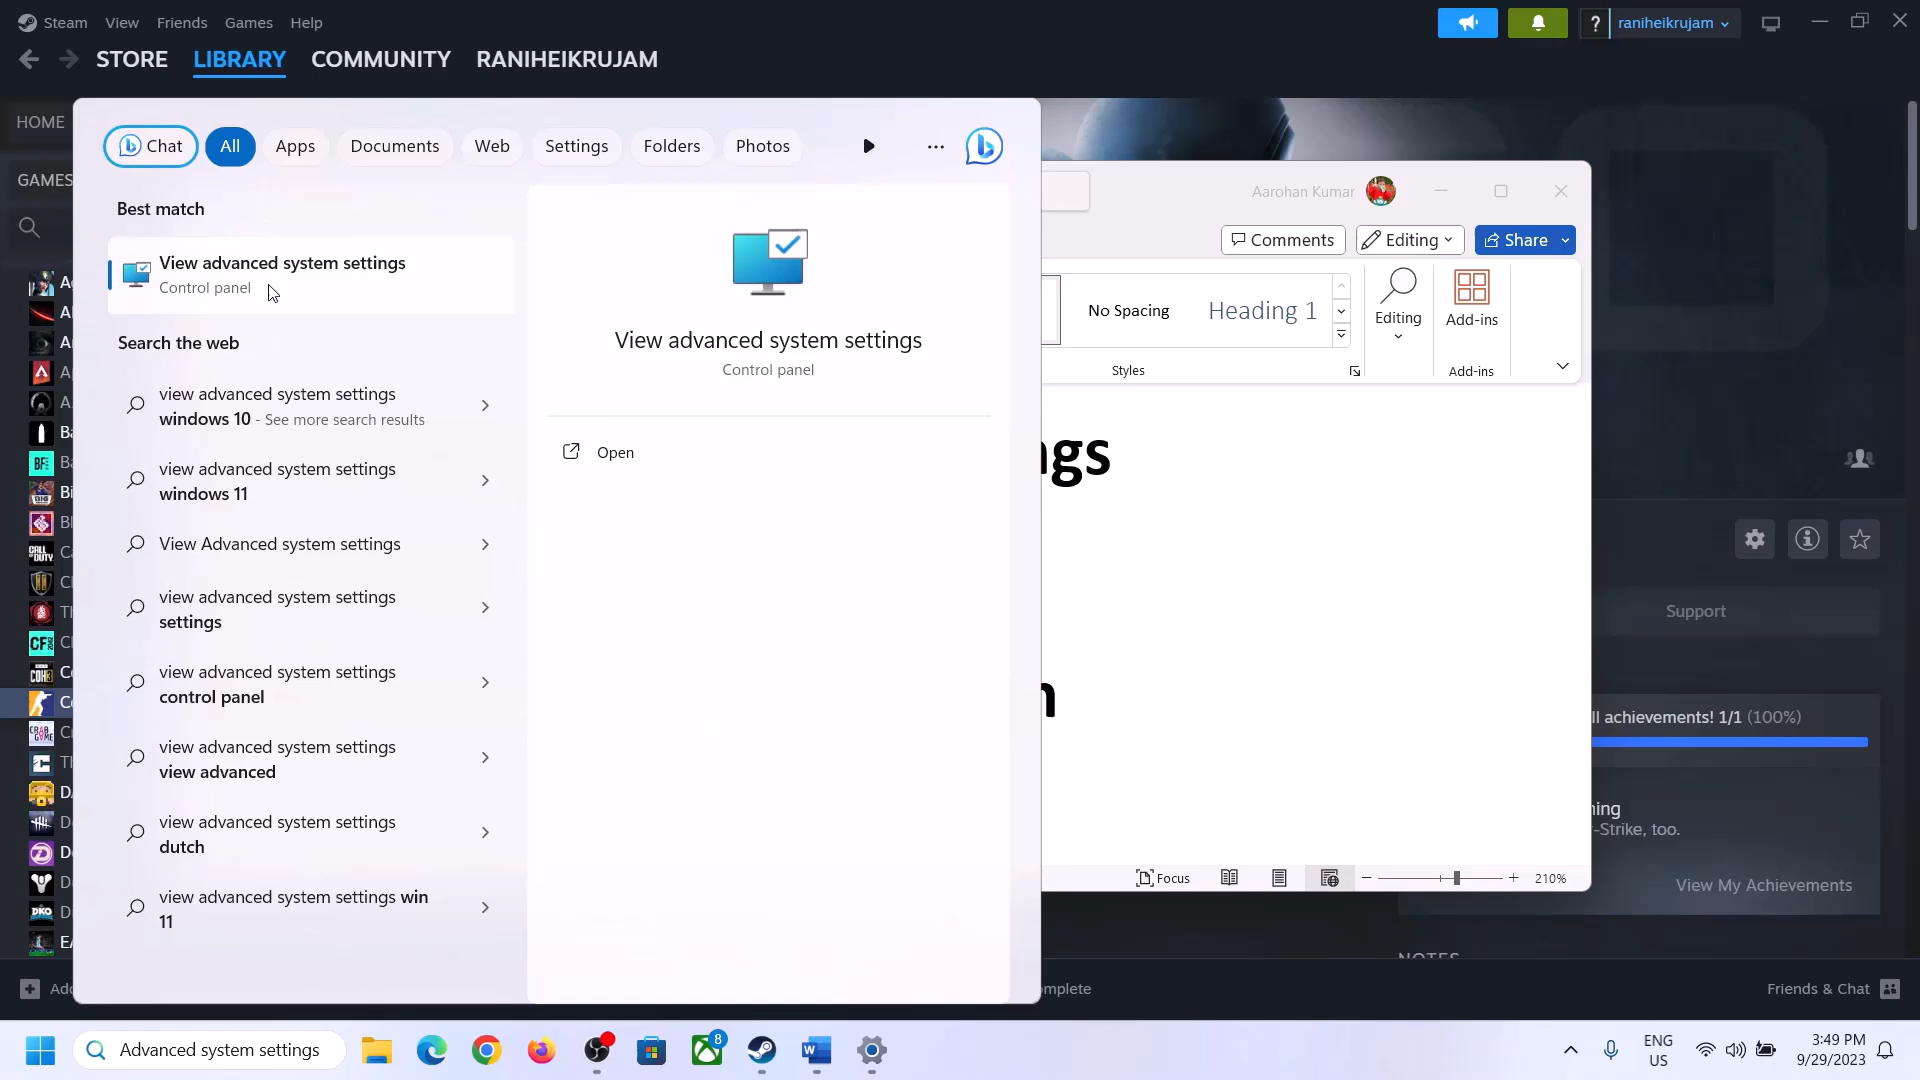 Steam View Friends Games Help
? raniheikrujam
STORE LIBRARY COMMUNITY RANIHEIKRUJAM
HOME
GAMES
Chat All Apps Documents Web Settings Folders Photos
Best match
View advanced system settings
Control panel
Search the web
view advanced system settings
windows 10 - See more search results
view advanced system settings
windows 11
View Advanced system settings
view advanced system settings
settings
view advanced system settings
control panel
view advanced system settings
view advanced
view advanced system settings
dutch
view advanced system settings win
11
View advanced system settings
Control panel
Open
Aarohan Kumar
Comments Editing Share
No Spacing Heading 1
Editing
Add-ins
Styles
Add-ins
ngs
n
Focus
210%
Support
ll achievements! 1/1 (100%)
ning
-Strike, too.
View My Achievements
Friends & Chat
Advanced system settings
8
ENG
US
3:49 PM
9/29/2023